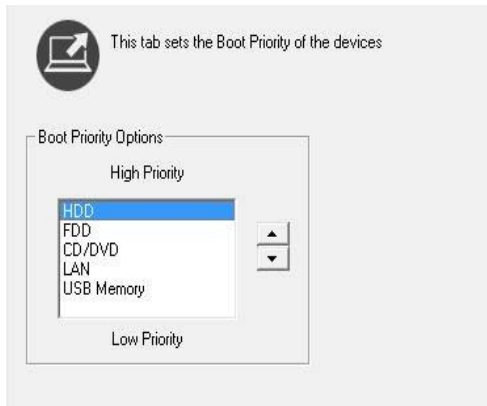 This tab sets the Boot Priority of the devices
Boot Priority Options
High Priority
HDD
FDD
CD/DVD
LAN
USB Memory
Low Priority